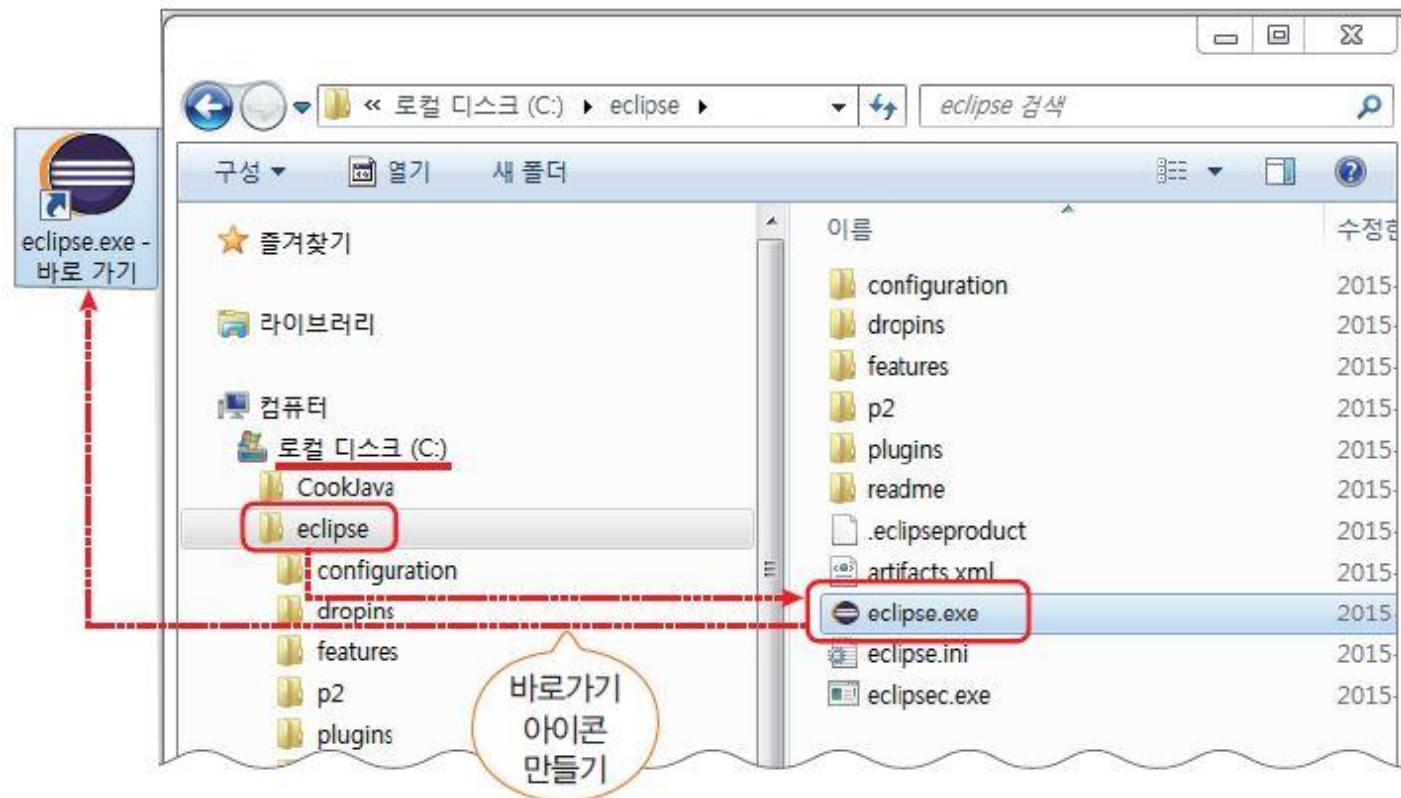 « 로컬 디스크 (C:) ▸ eclipse ▸
eclipse 검색
구성
열기
새 폴더
eclipse.exe -
바로 가기
즐겨찾기
라이브러리
컴퓨터
로컬 디스크 (C:)
CookJava
eclipse
configuration
dropins
features
p2
plugins
이름
수정한
configuration 2015-
dropins 2015-
features 2015-
p2 2015-
plugins 2015-
readme 2015-
.eclipseproduct 2015-
artifacts.xml 2015-
eclipse.exe 2015-
eclipse.ini 2015-
eclipsec.exe 2015-
바로가기
아이콘
만들기